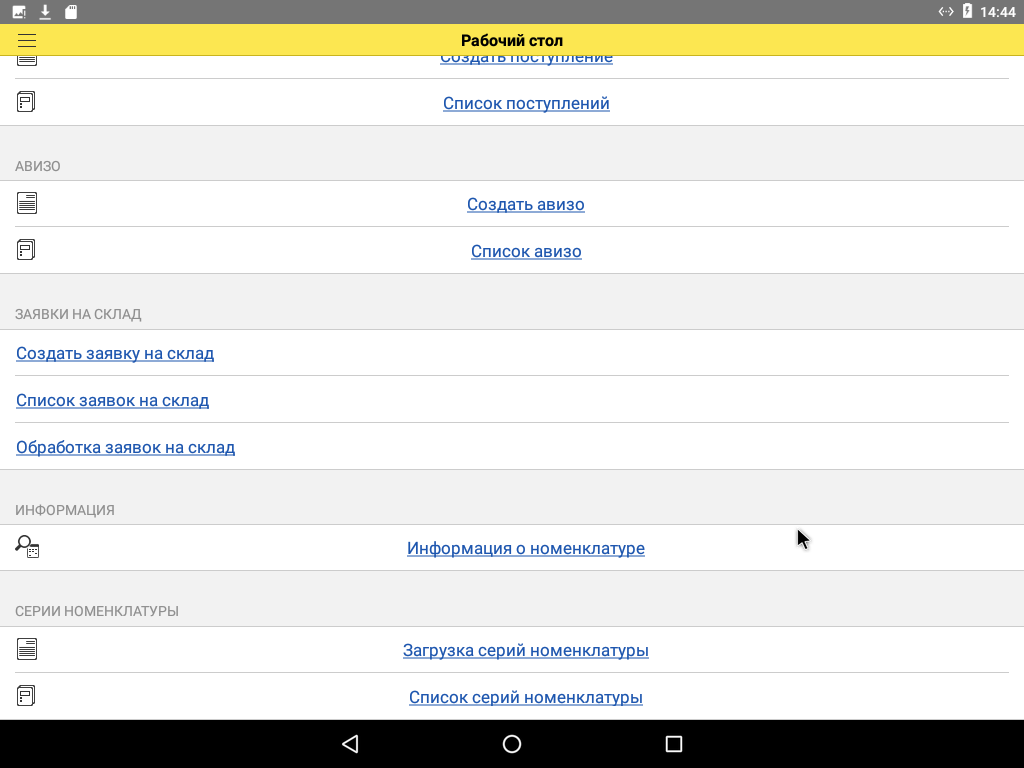 14:44
Рабочий стол
Создать поступление
Список поступлений
АВИЗО
Создать авизо
Список авизо
ЗАЯВКИ НА СКЛАД
Создать заявку на склад
Список заявок на склад
Обработка заявок на склад
ИНФОРМАЦИЯ
Информация о номенклатуре
СЕРИИ НОМЕНКЛАТУРЫ
Загрузка серий номенклатуры
Список серий номенклатуры